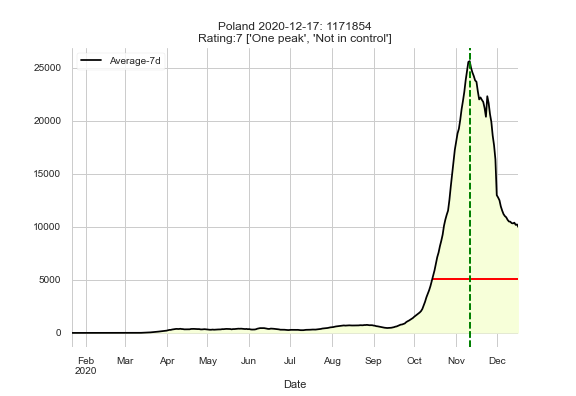 Poland 2020-12-17: 1171854
Rating:7 ['One peak', 'Not in control']
Average-7d
25000
20000
15000
10000
5000
0
Feb Mar Apr May Jun Jul Aug Sep Oct Nov Dec
2020
Date